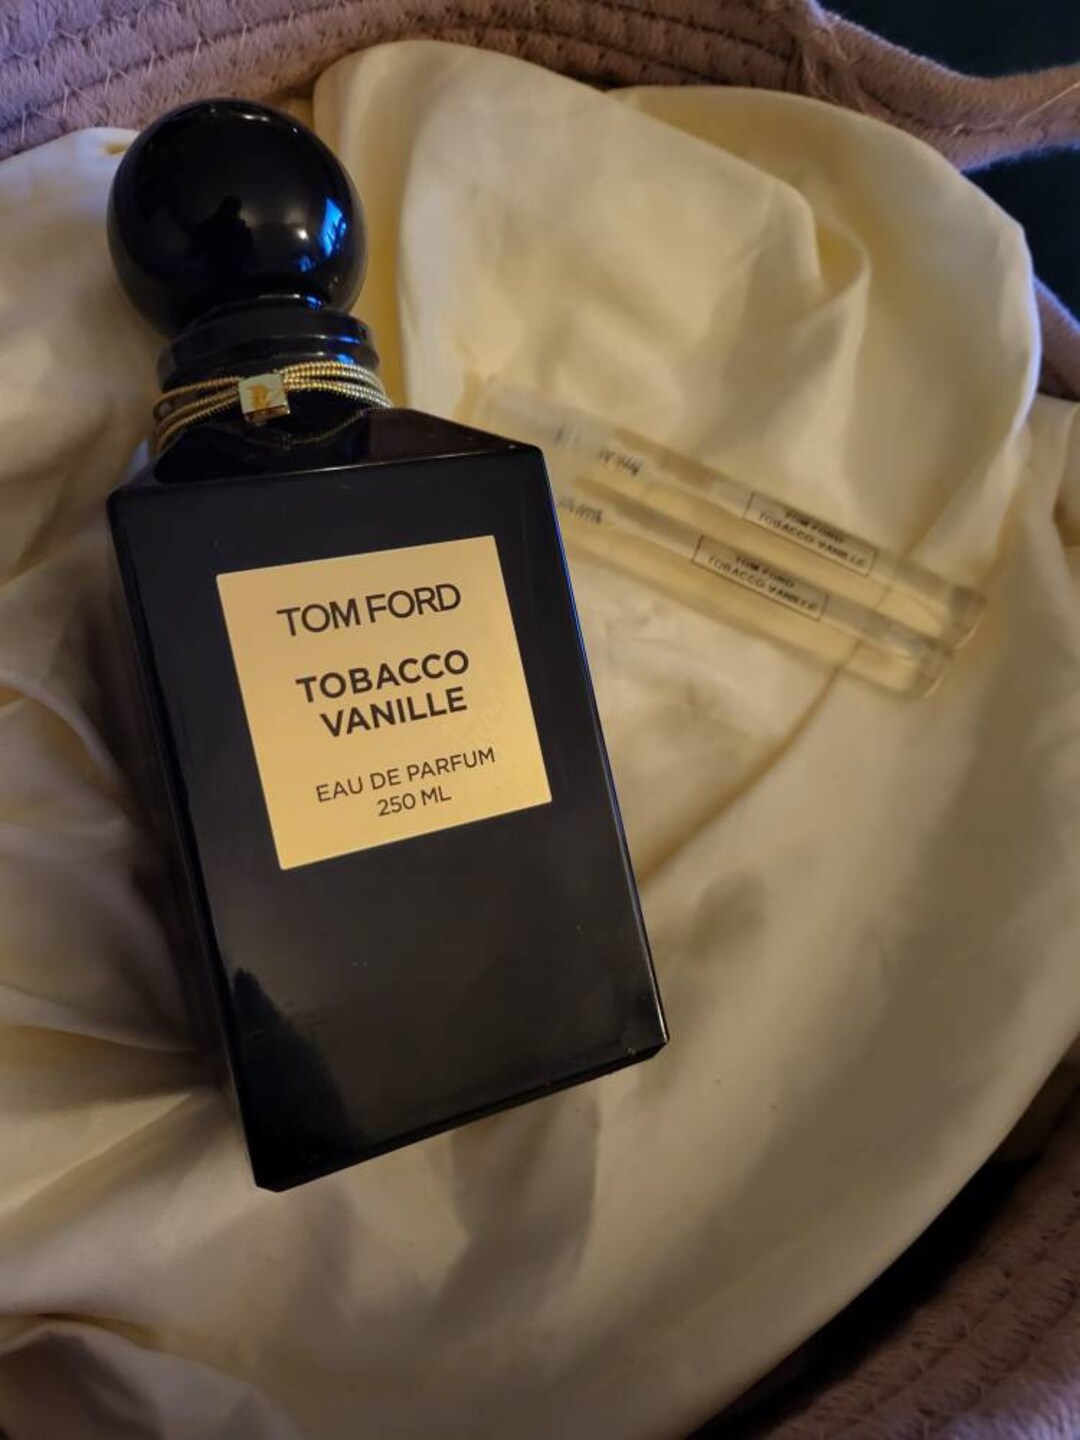 TOM FORD
TOBACCO
VANILLE
EAU DE PARFUM
250 ML
TOM FORD
TOBACCO VANILLE
TOM FORD
TOBACCO VANILLE